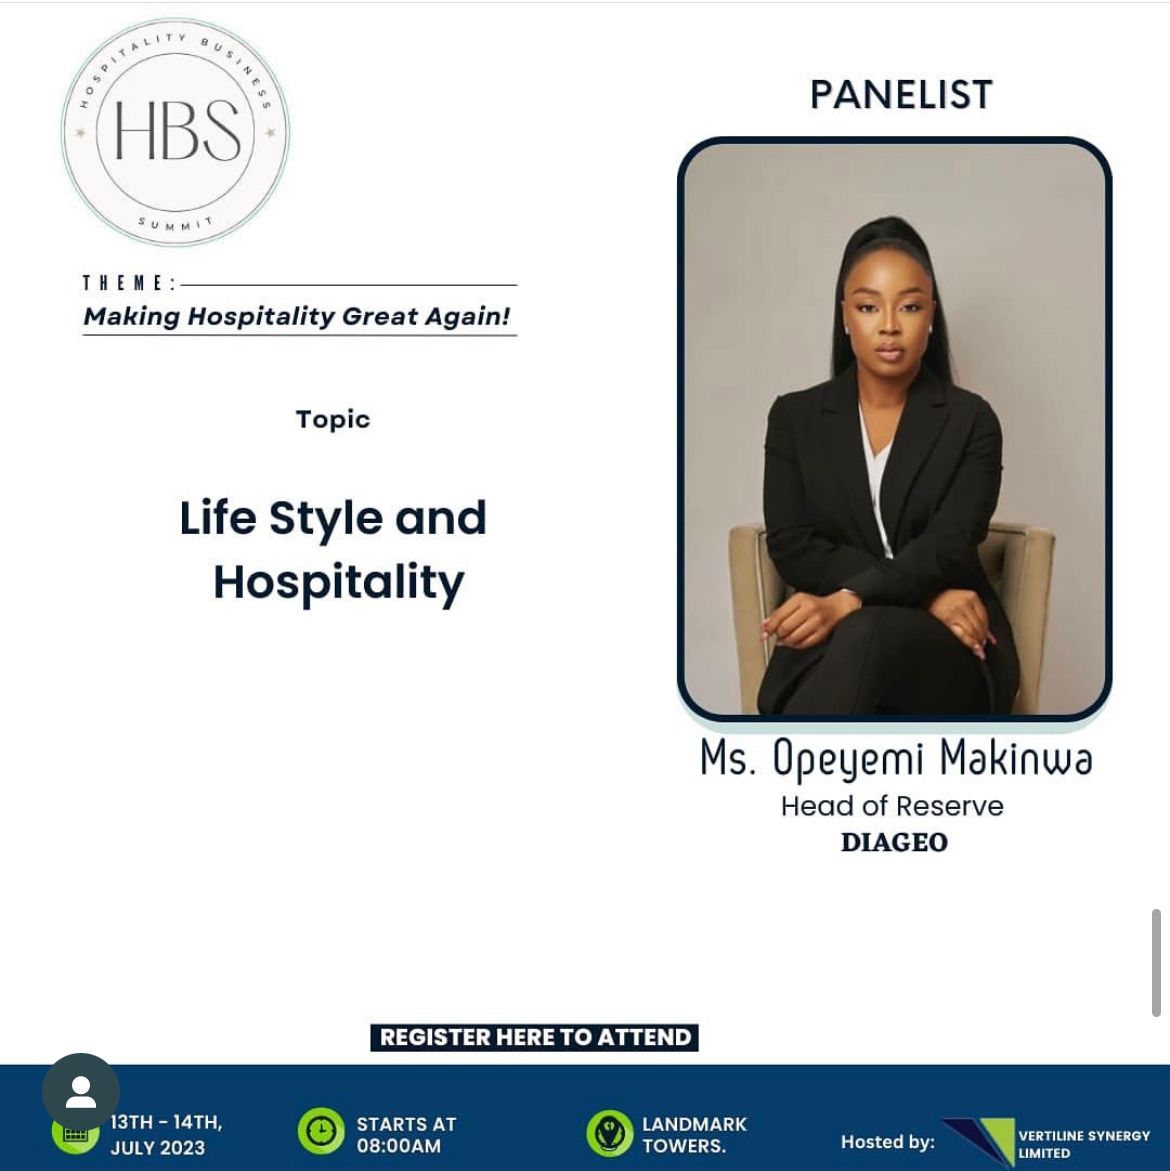 HOSPITALITY BUSINESS
HBS
SUMMIT
THEME:
Making Hospitality Great Again!
Topic
Life Style and
Hospitality
PANELIST
Ms. Opeyemi Makinwa
Head of Reserve
DIAGEO
REGISTER HERE TO ATTEND
13TH - 14TH,
JULY 2023
STARTS AT
08:00AM
LANDMARK
TOWERS.
Hosted by:
VERTILINE SYNERGY
LIMITED